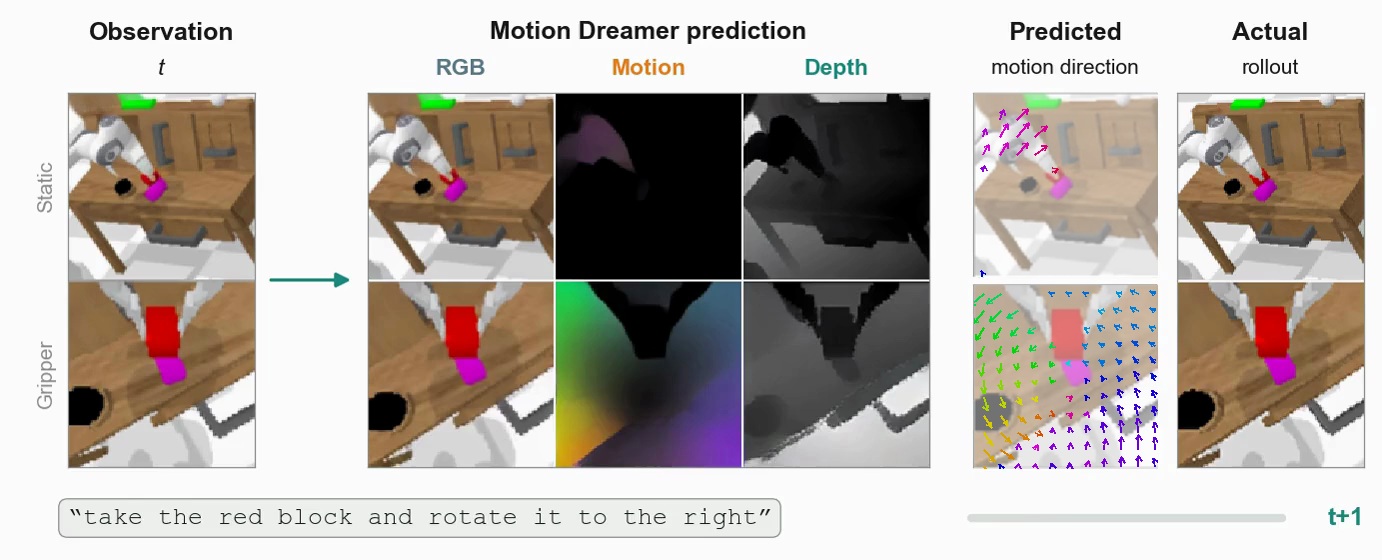 Observation
t
Motion Dreamer prediction
RGB Motion Depth
Predicted
motion direction
Actual
rollout
Static
Gripper
“take the red block and rotate it to the right”
t+1